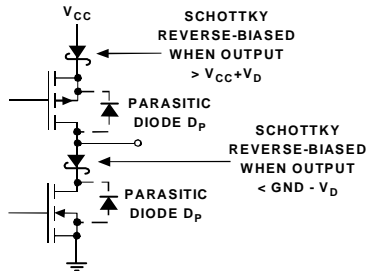 VCC
SCHOTTKY
REVERSE-BIASED
WHEN OUTPUT
> VCC+VD
PARASITIC
DIODE DP
SCHOTTKY
REVERSE-BIASED
WHEN OUTPUT
< GND - VD
PARASITIC
DIODE DP